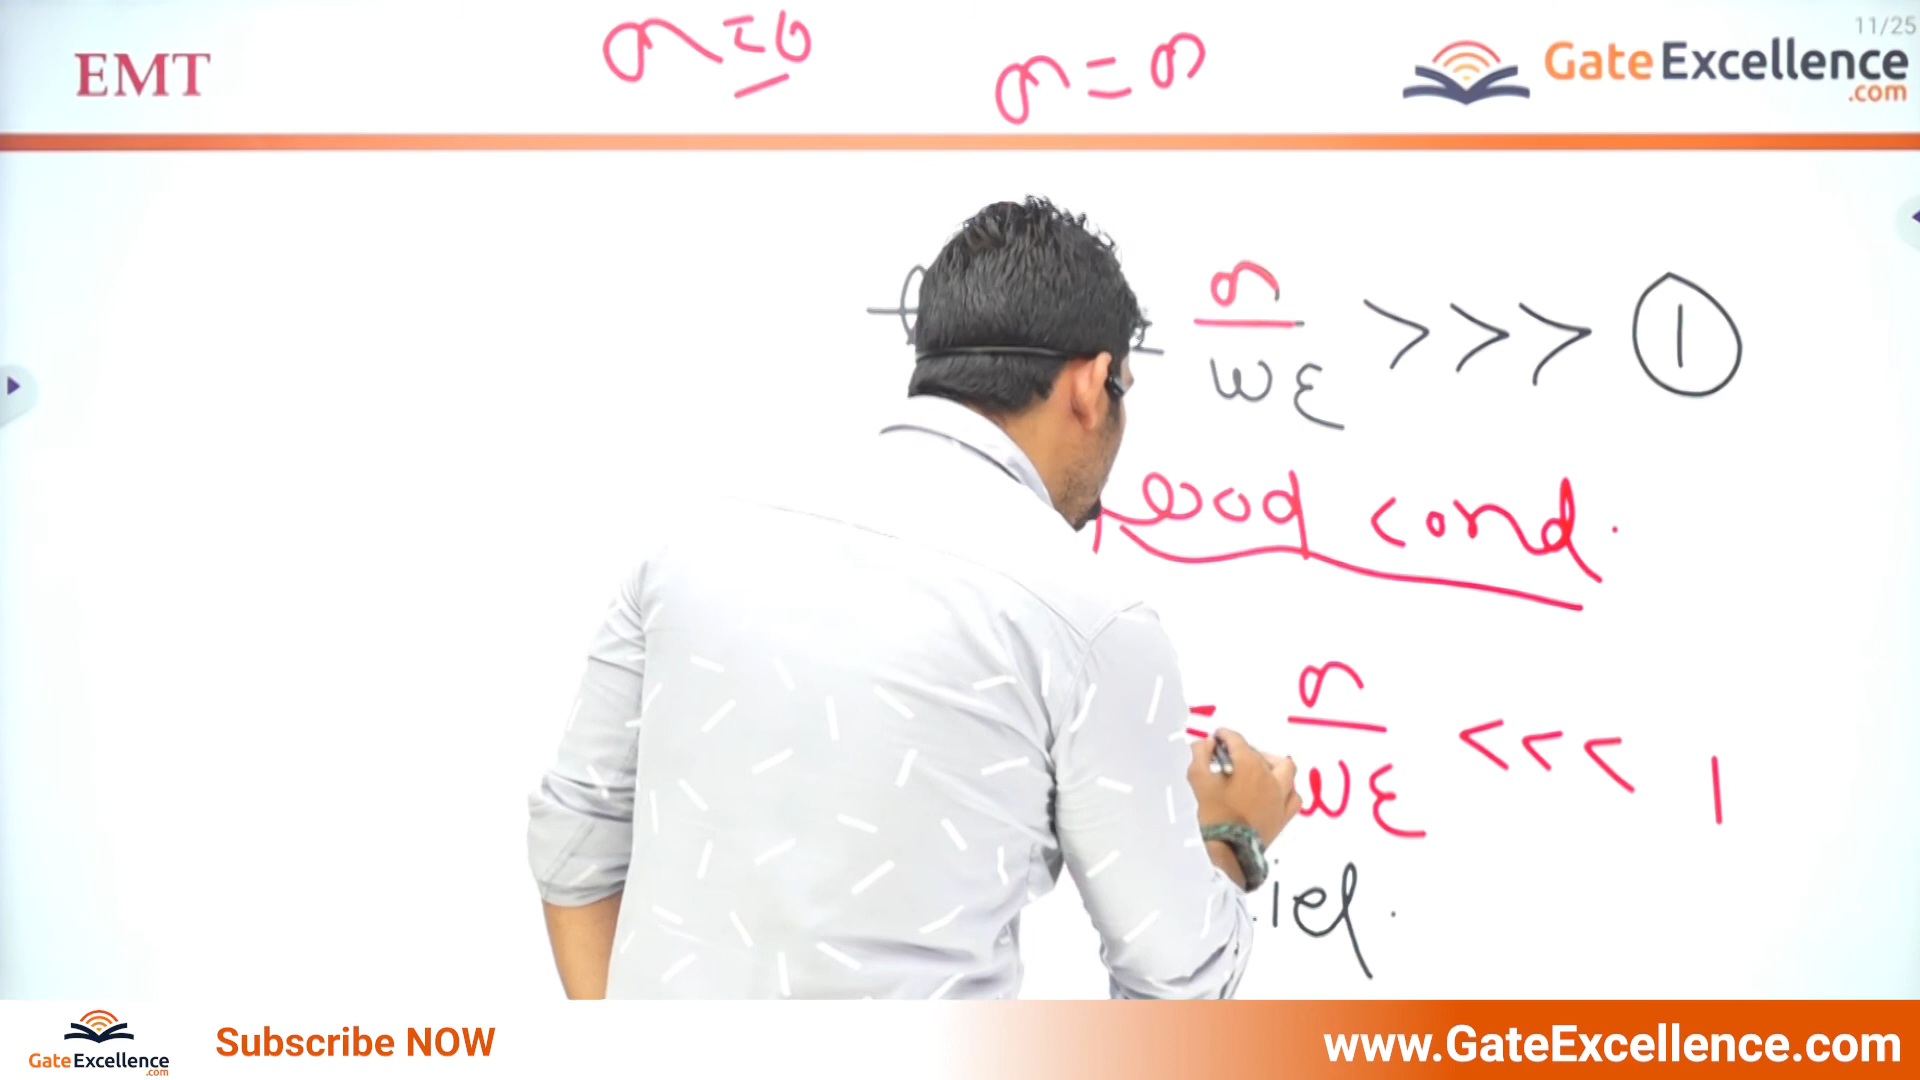 11/25
EMT
σ = 0
σ = ∞
GateExcellence
.com
σ/ωε >>> 1
Good cond.
= σ/ωε <<< 1
iel.
GateExcellence
.com
Subscribe NOW
www.GateExcellence.com